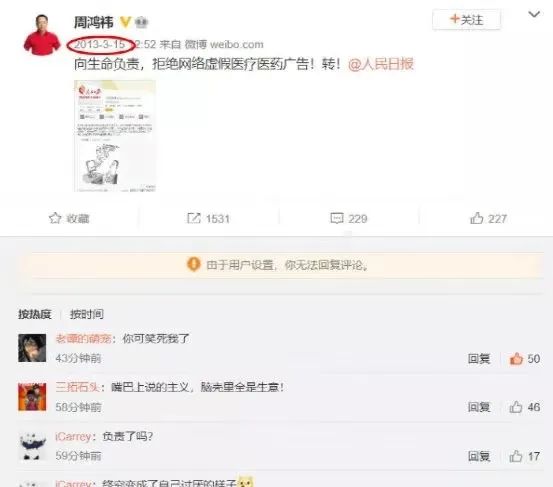 周鸿祎
+关注
2013-3-15 12:52 来自 微博 weibo.com
向生命负责，拒绝网络虚假医疗医药广告！转！@人民日报
收藏
1531
229
227
由于用户设置，你无法回复评论。
按热度 按时间
老谭的萌宠：你可笑死我了
43分钟前 回复 50
三拓石头：嘴巴上说的主义，脑壳里全是生意！
58分钟前 回复 46
iCarrey：负责了吗？
59分钟前 回复 17
iCarrey：终究变成了自己讨厌的样子